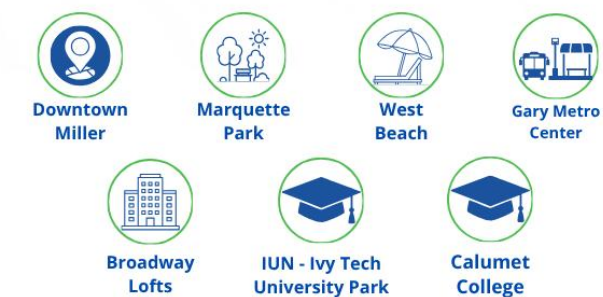 Downtown
Miller
Marquette
Park
West
Beach
Gary Metro
Center
Broadway
Lofts
IUN - Ivy Tech
University Park
Calumet
College